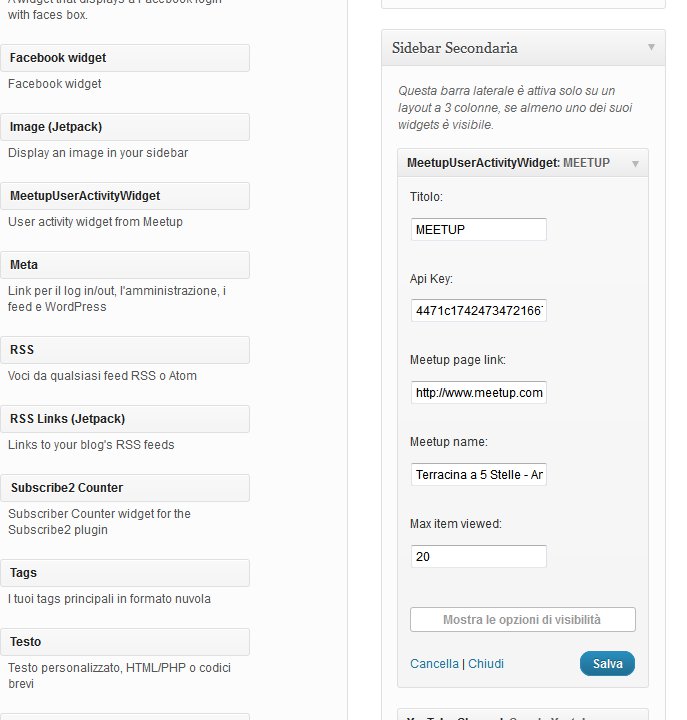 A widget that displays a Facebook login
with faces box.
Facebook widget
Facebook widget
Image (Jetpack)
Display an image in your sidebar
MeetupUserActivityWidget
User activity widget from Meetup
Meta
Link per il log in/out, l'amministrazione, i
feed e WordPress
RSS
Voci da qualsiasi feed RSS o Atom
RSS Links (Jetpack)
Links to your blog's RSS feeds
Subscribe2 Counter
Subscriber Counter widget for the
Subscribe2 plugin
Tags
I tuoi tags principali in formato nuvola
Testo
Testo personalizzato, HTML/PHP o codici
brevi
Sidebar Secondaria
Questa barra laterale è attiva solo su un
layout a 3 colonne, se almeno uno dei suoi
widgets è visibile.
MeetupUserActivityWidget: MEETUP
Titolo:
MEETUP
Api Key:
4471c1742473472166
Meetup page link:
http://www.meetup.com
Meetup name:
Terracina a 5 Stelle - Ar
Max item viewed:
20
Mostra le opzioni di visibilità
Cancella | Chiudi
Salva